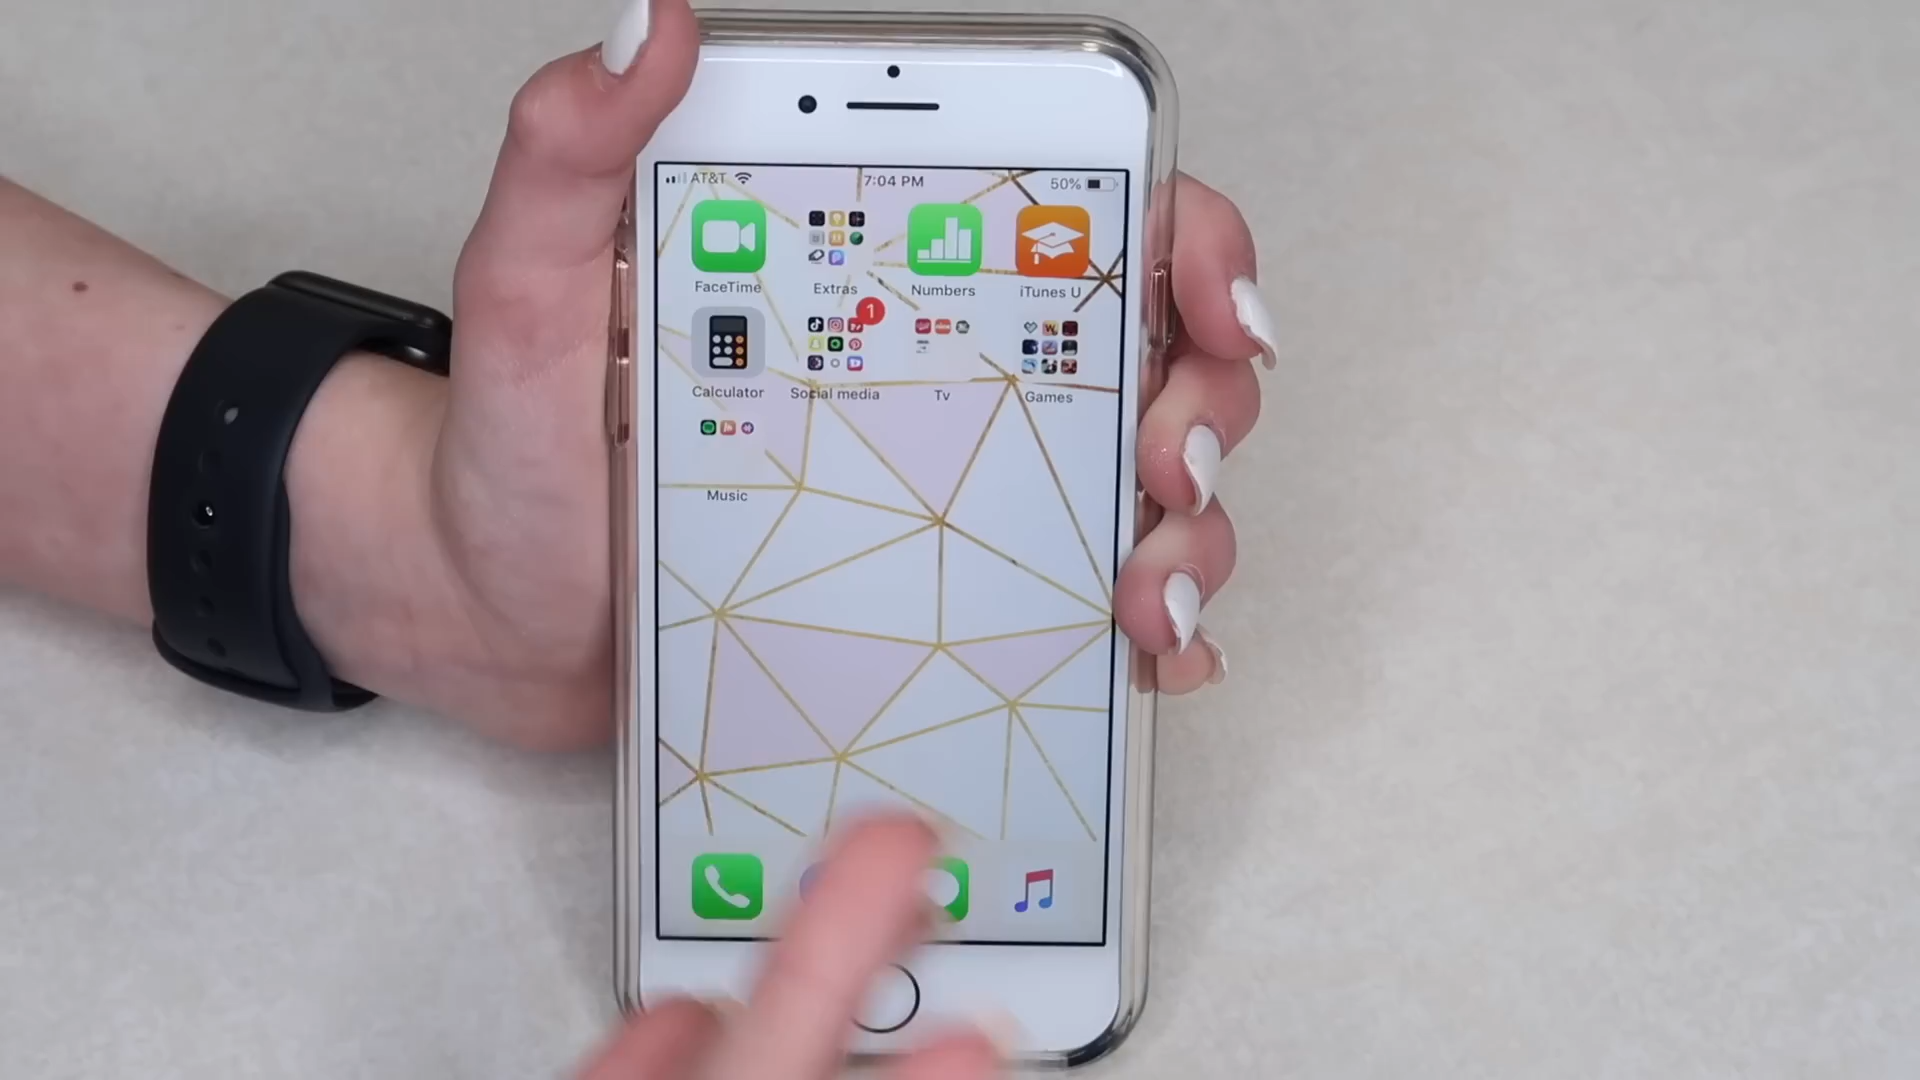 AT&T 7:04 PM 50%
FaceTime Extras Numbers iTunes U
1
Calculator Social media Tv Games
Music